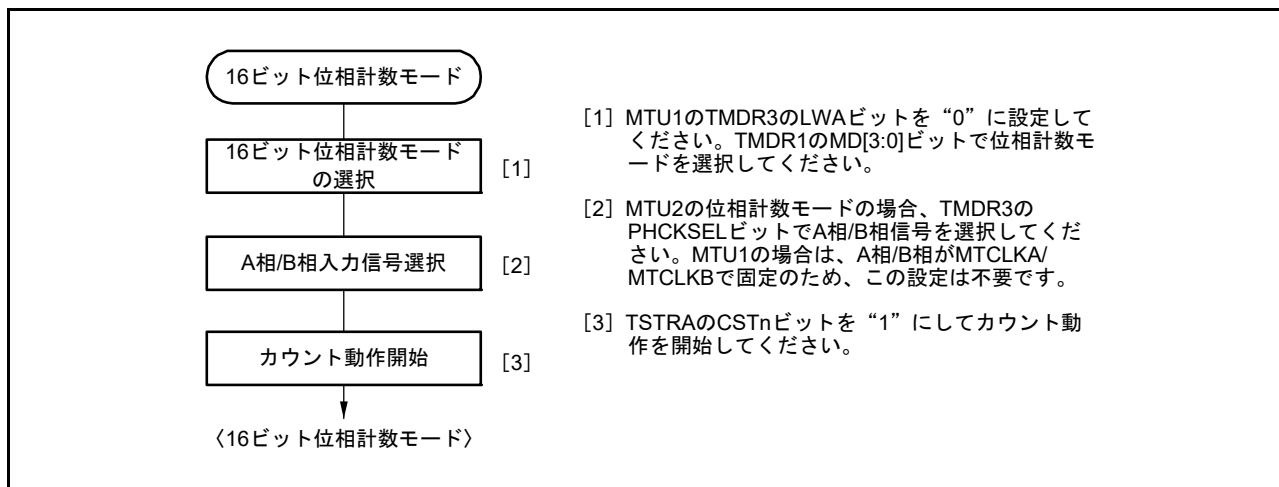 16ビット位相計数モード
16ビット位相計数モード
の選択
[1]
A相/B相入力信号選択
[2]
カウント動作開始
[3]
〈16ビット位相計数モード〉
[1] MTU1のTMDR3のLWAビットを“0”に設定して
ください。TMDR1のMD[3:0]ビットで位相計数モ
ードを選択してください。
[2] MTU2の位相計数モードの場合、TMDR3の
PHCKSELビットでA相/B相信号を選択してくだ
さい。MTU1の場合は、A相/B相がMTCLKA/
MTCLKBで固定のため、この設定は不要です。
[3] TSTRAのCSTnビットを“1”にしてカウント動
作を開始してください。